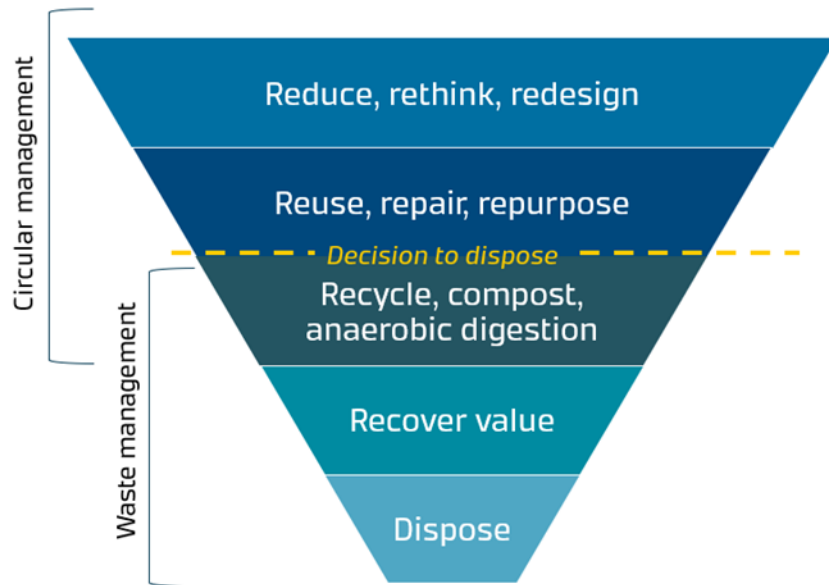 Circular management
Waste management
Reduce, rethink, redesign
Reuse, repair, repurpose
Decision to dispose
Recycle, compost,
anaerobic digestion
Recover value
Dispose